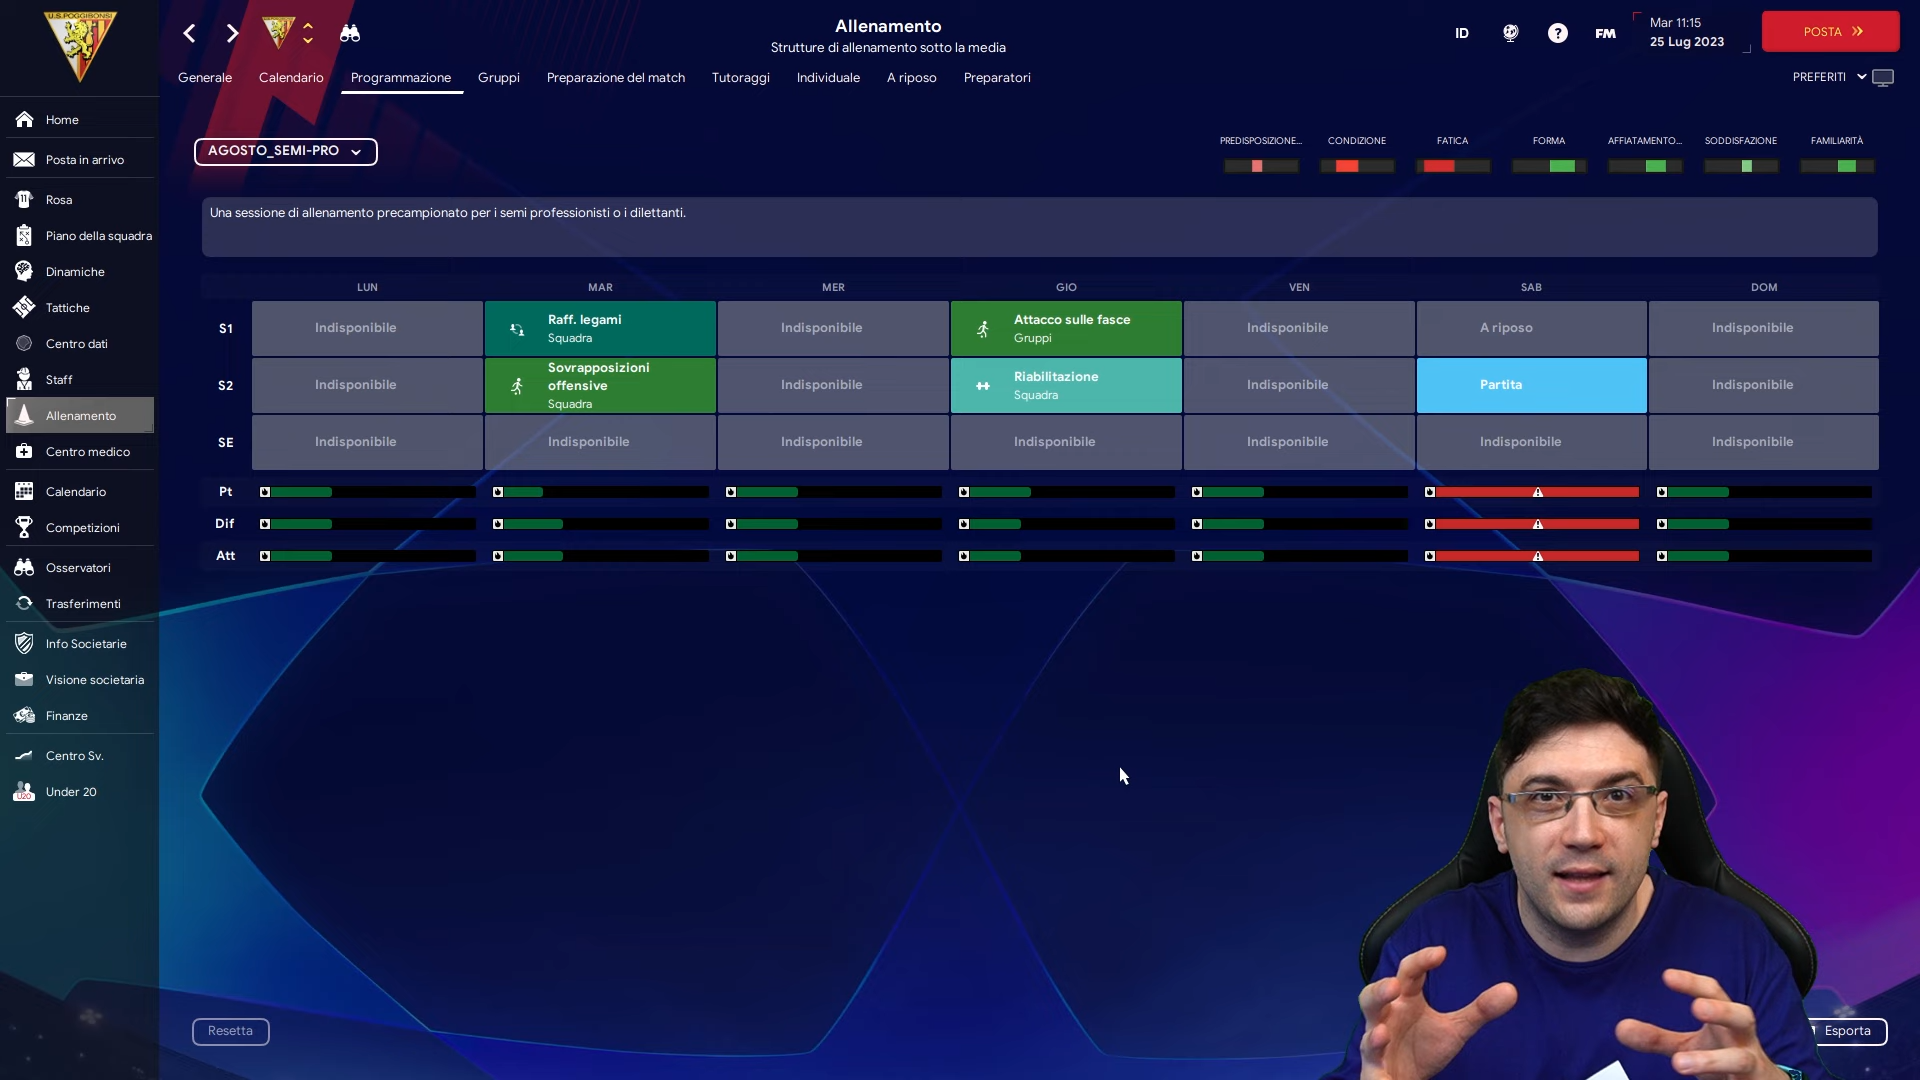 U.S. POGGIBONSI
Allenamento
Strutture di allenamento sotto la media
ID
?
FM
Mar 11:15
25 Lug 2023
POSTA
Generale
Calendario
Programmazione
Gruppi
Preparazione del match
Tutoraggi
Individuale
A riposo
Preparatori
PREFERITI
Home
Posta in arrivo
11
Rosa
Piano della squadra
Dinamiche
Tattiche
Centro dati
Staff
Allenamento
Centro medico
Calendario
Competizioni
Osservatori
Trasferimenti
Info Societarie
Visione societaria
Finanze
Centro Sv.
U20
Under 20
AGOSTO_SEMI-PRO
PREDISPOSIZIONE... CONDIZIONE FATICA FORMA AFFIATAMENTO... SODDISFAZIONE FAMILIARITÀ
Una sessione di allenamento precampionato per i semi professionisti o i dilettanti.
LUN MAR MER GIO VEN SAB DOM
S1
Indisponibile
Raff. legami
Squadra
Indisponibile
Attacco sulle fasce
Gruppi
Indisponibile
A riposo
Indisponibile
S2
Indisponibile
Sovrapposizioni
offensive
Squadra
Indisponibile
Riabilitazione
Squadra
Indisponibile
Partita
Indisponibile
SE
Indisponibile
Indisponibile
Indisponibile
Indisponibile
Indisponibile
Indisponibile
Indisponibile
Pt
Dif
Att
Resetta
Esporta